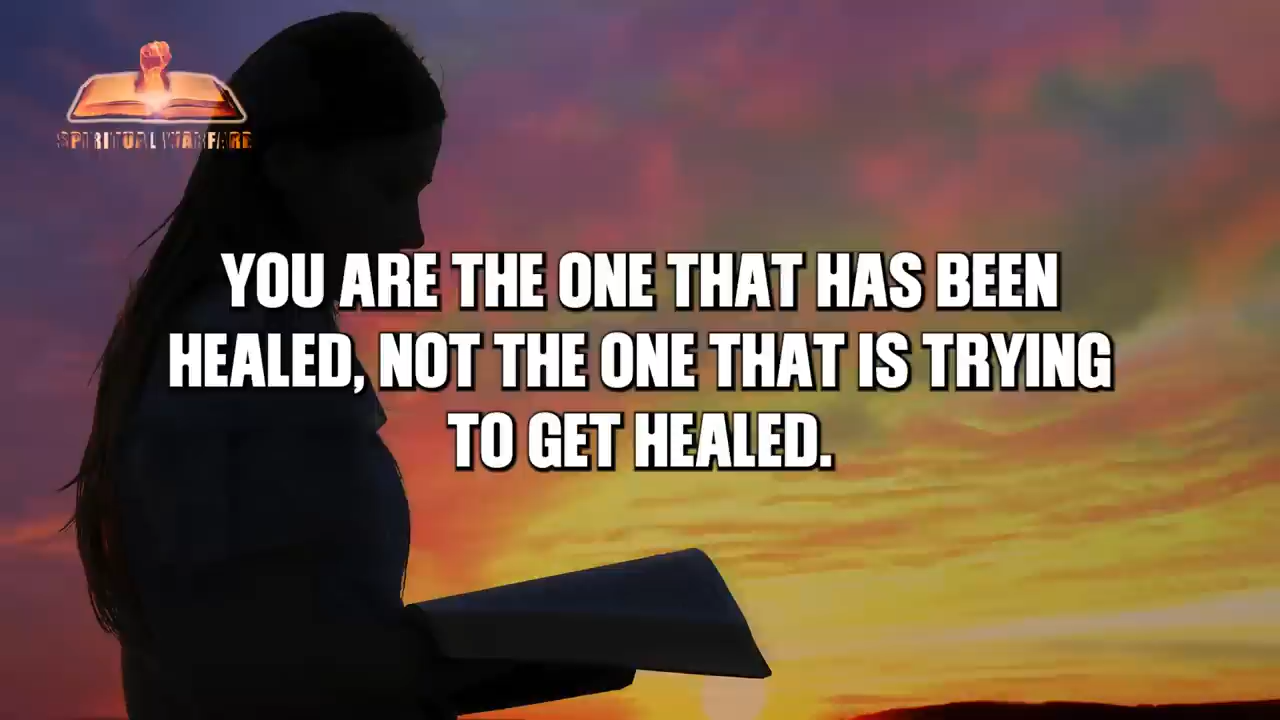 SPIRITUAL WARFARE
YOU ARE THE ONE THAT HAS BEEN
HEALED, NOT THE ONE THAT IS TRYING
TO GET HEALED.